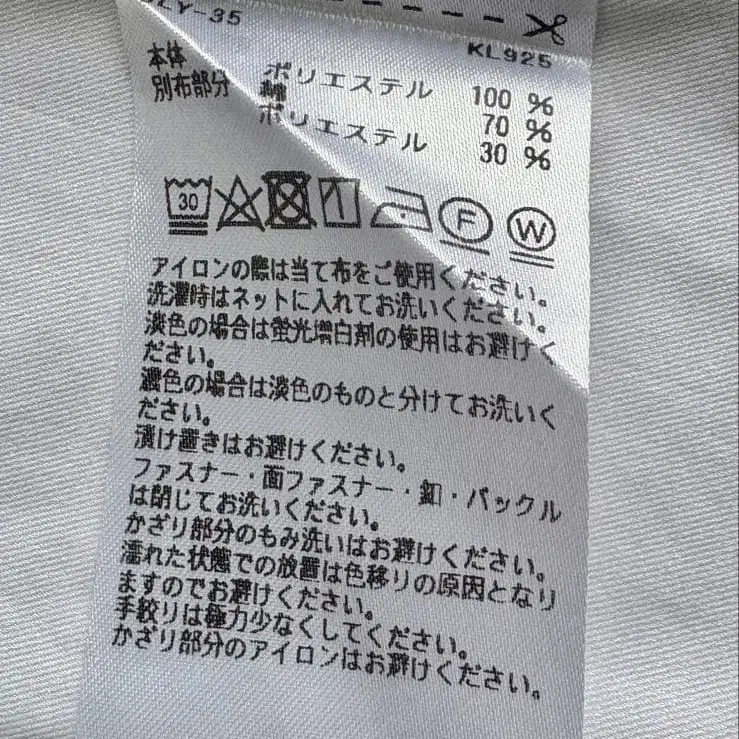 LY-35
KL925
本体 ポリエステル 100 %
別布部分 綿 70 %
ポリエステル 30 %
30 F W
アイロンの際は当て布をご使用ください。
洗濯時はネットに入れてお洗いください。
淡色の場合は蛍光増白剤の使用はお避けく
ださい。
濃色の場合は淡色のものと分けてお洗いく
ださい。
漬け置きはお避けください。
ファスナー・面ファスナー・釦・バックル
は閉じてお洗いください。
かざり部分のもみ洗いはお避けください。
濡れた状態での放置は色移りの原因となり
ますのでお避けください。
手絞りは極力少なくしてください。
かざり部分のアイロンはお避けください。